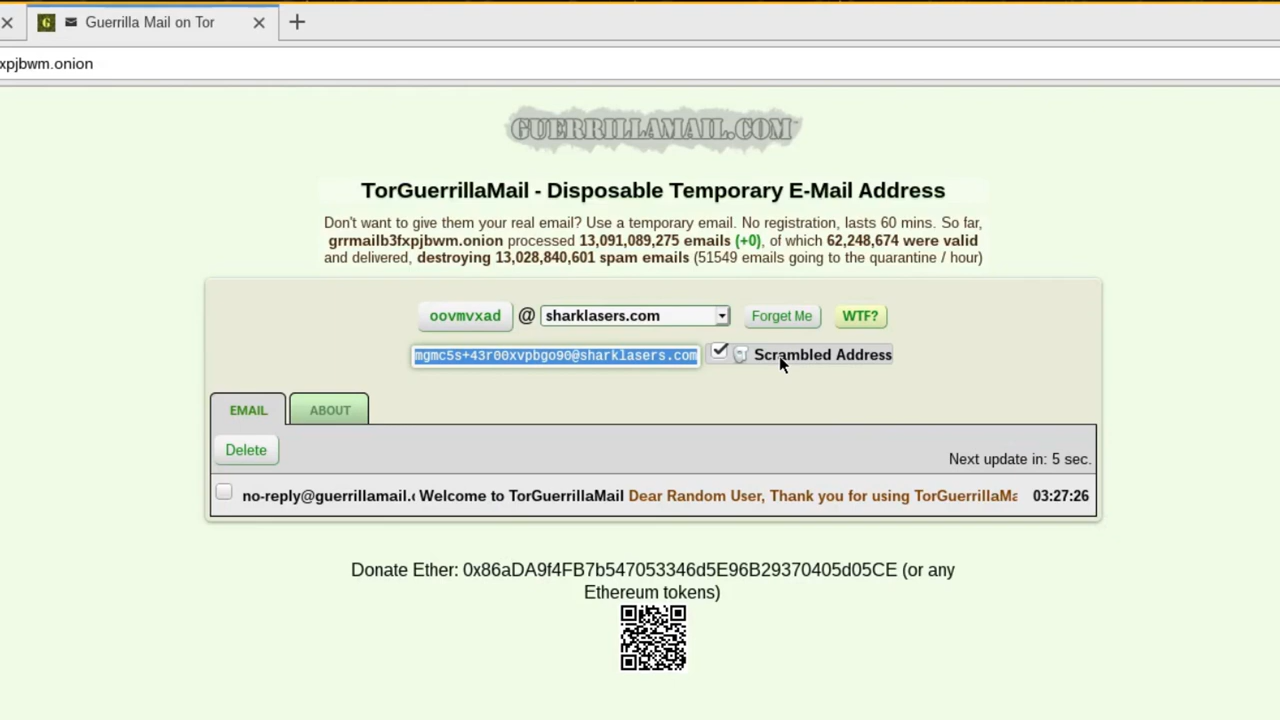 Guerrilla Mail on Tor
xpjbwm.onion
GUERRILLAMAIL.COM
TorGuerrillaMail - Disposable Temporary E-Mail Address
Don't want to give them your real email? Use a temporary email. No registration, lasts 60 mins. So far,
grrmailb3fxpjbwm.onion processed 13,091,089,275 emails (+0), of which 62,248,674 were valid
and delivered, destroying 13,028,840,601 spam emails (51549 emails going to the quarantine / hour)
oovmvxad @ sharklasers.com Forget Me WTF?
mgmc5s+43r00xvpbgo90@sharklasers.com Scrambled Address
EMAIL ABOUT
Delete
Next update in: 5 sec.
no-reply@guerrillamail.c Welcome to TorGuerrillaMail Dear Random User, Thank you for using TorGuerrillaMa 03:27:26
Donate Ether: 0x86aDA9f4FB7b547053346d5E96B29370405d05CE (or any
Ethereum tokens)